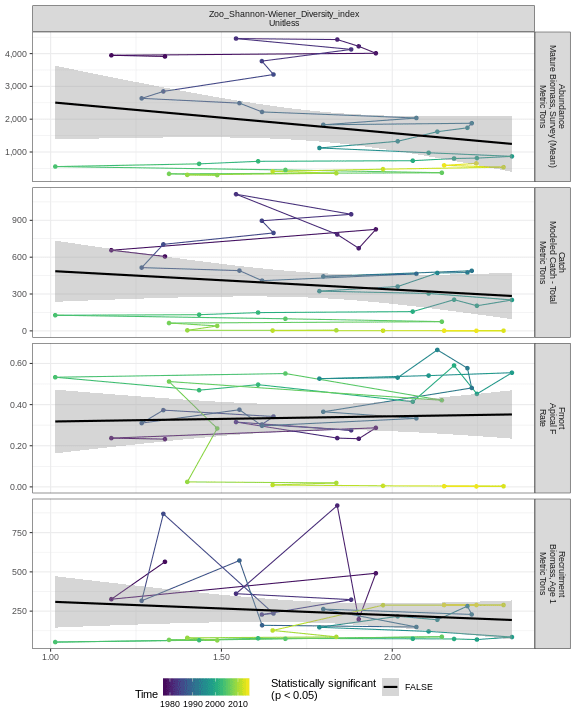 Zoo_Shannon-Wiener_Diversity_index
Unitless
4,000
3,000
2,000
1,000
Abundance
Mature Biomass, Survey (Mean)
Metric Tons
900
600
300
0
Catch
Modeled Catch - Total
Metric Tons
0.60
0.40
0.20
0.00
Fmort
Apical F
Rate
750
500
250
Recruitment
Biomass, Age 1
Metric Tons
1.00 1.50 2.00
Time
1980 1990 2000 2010
Statistically significant
(p < 0.05)
FALSE